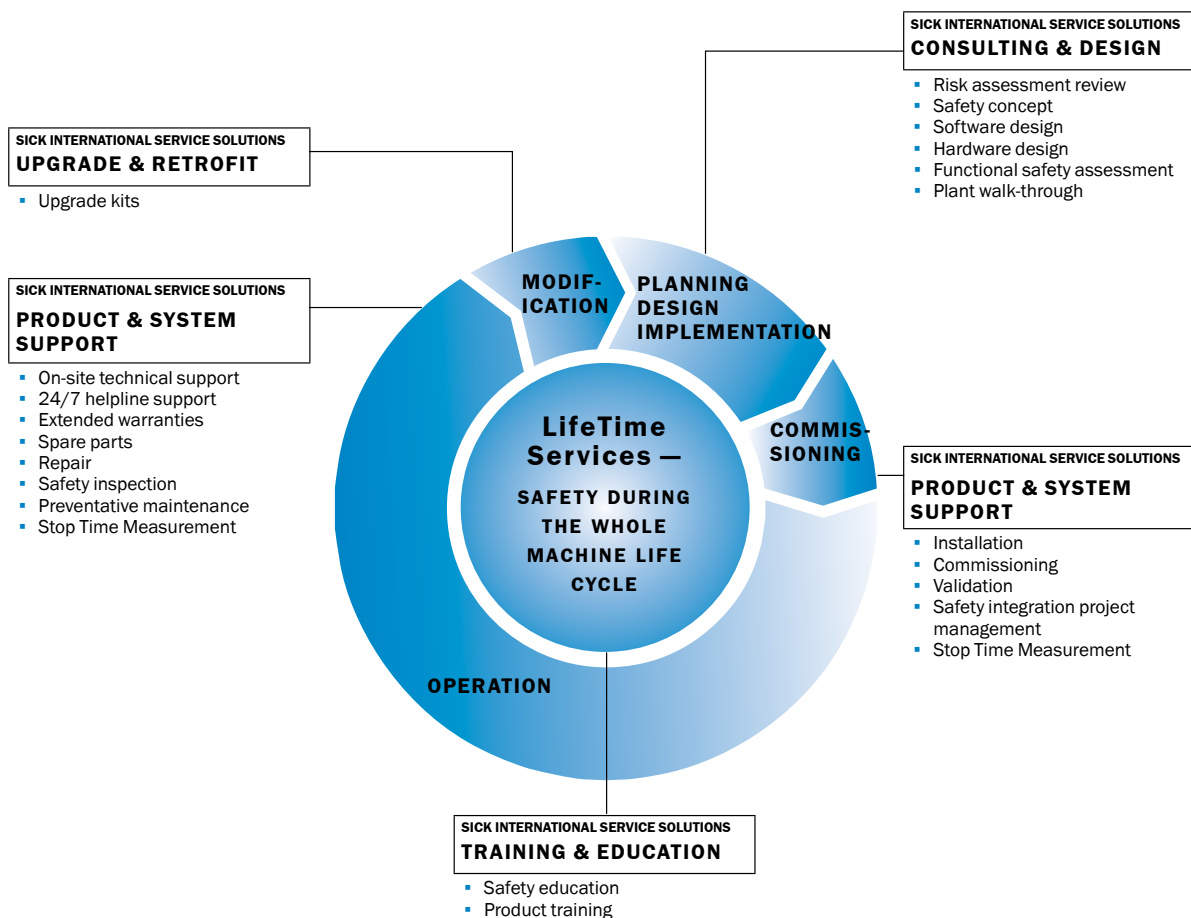 SICK INTERNATIONAL SERVICE SOLUTIONS
CONSULTING & DESIGN
▪ Risk assessment review
▪ Safety concept
▪ Software design
▪ Hardware design
▪ Functional safety assessment
▪ Plant walk-through
SICK INTERNATIONAL SERVICE SOLUTIONS
UPGRADE & RETROFIT
▪ Upgrade kits
SICK INTERNATIONAL SERVICE SOLUTIONS
PRODUCT & SYSTEM
SUPPORT
▪ On-site technical support
▪ 24/7 helpline support
▪ Extended warranties
▪ Spare parts
▪ Repair
▪ Safety inspection
▪ Preventative maintenance
▪ Stop Time Measurement
MODIF-
ICATION
PLANNING
DESIGN
IMPLEMENTATION
COMMIS-
SIONING
LifeTime
Services —
SAFETY DURING
THE WHOLE
MACHINE LIFE
CYCLE
OPERATION
SICK INTERNATIONAL SERVICE SOLUTIONS
PRODUCT & SYSTEM
SUPPORT
▪ Installation
▪ Commissioning
▪ Validation
▪ Safety integration project
management
▪ Stop Time Measurement
SICK INTERNATIONAL SERVICE SOLUTIONS
TRAINING & EDUCATION
▪ Safety education
▪ Product training